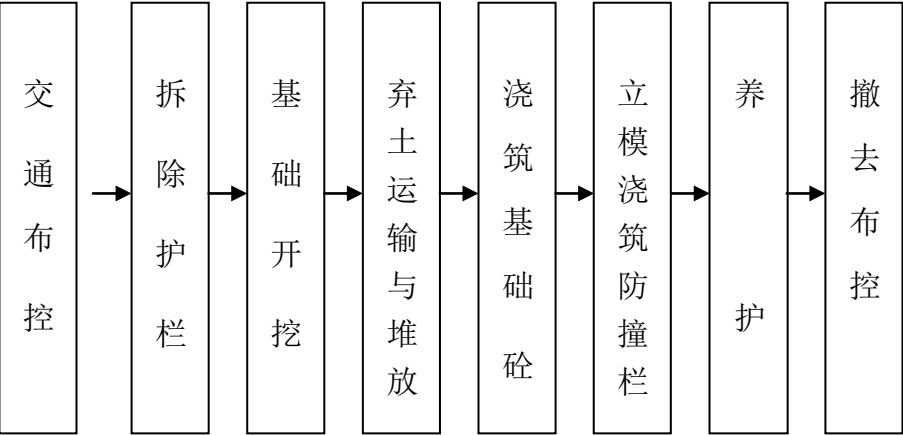 交通布控
拆除护栏
基础开挖
弃土运输与堆放
浇筑基础砼
立模浇筑防撞栏
养护
撤去布控